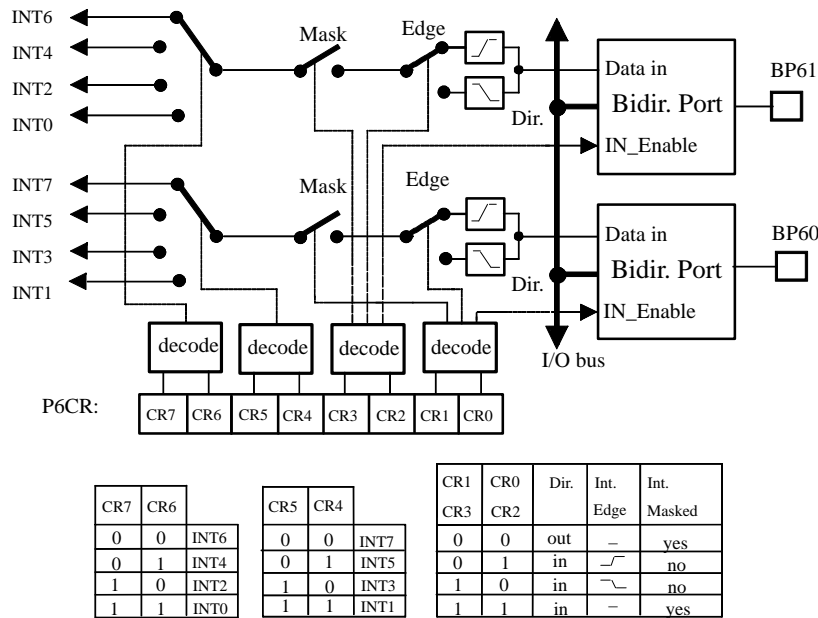 INT6
INT4
INT2
INT0
Mask
Edge
Dir.
Data in
Bidir. Port
IN_Enable
BP61
INT7
INT5
INT3
INT1
Mask
Edge
Dir.
Data in
Bidir. Port
IN_Enable
BP60
decode decode decode decode
I/O bus
P6CR: CR7 CR6 CR5 CR4 CR3 CR2 CR1 CR0
CR7 CR6
0 0 INT6
0 1 INT4
1 0 INT2
1 1 INT0
CR5 CR4
0 0 INT7
0 1 INT5
1 0 INT3
1 1 INT1
CR1 CR0 Dir. Int. Int.
CR3 CR2 Edge Masked
0 0 out – yes
0 1 in no
1 0 in no
1 1 in – yes